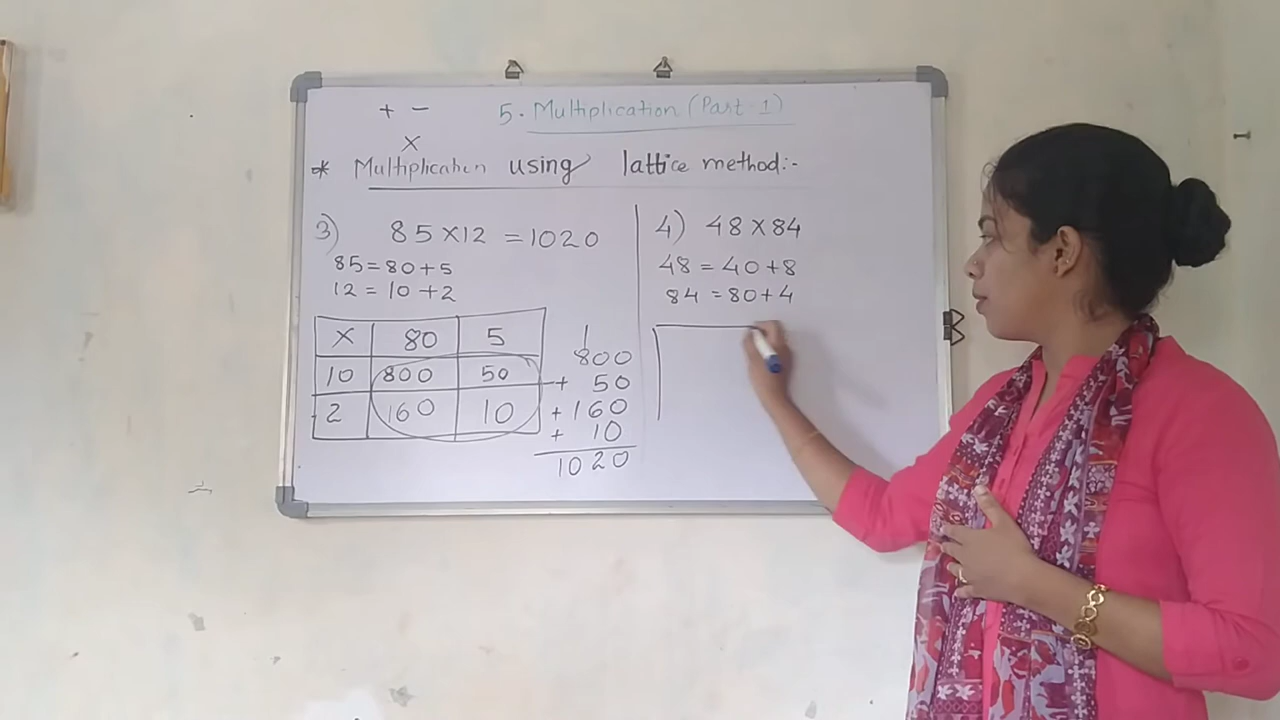 + -
×
5. Multiplication (Part 1)
* Multiplication using lattice method:-
3) 85×12 = 1020
85 = 80+5
12 = 10+2
× 80 5
10 800 50
2 160 10
1
800
+ 50
+ 160
+ 10
1020
4) 48×84
48 = 40+8
84 = 80+4